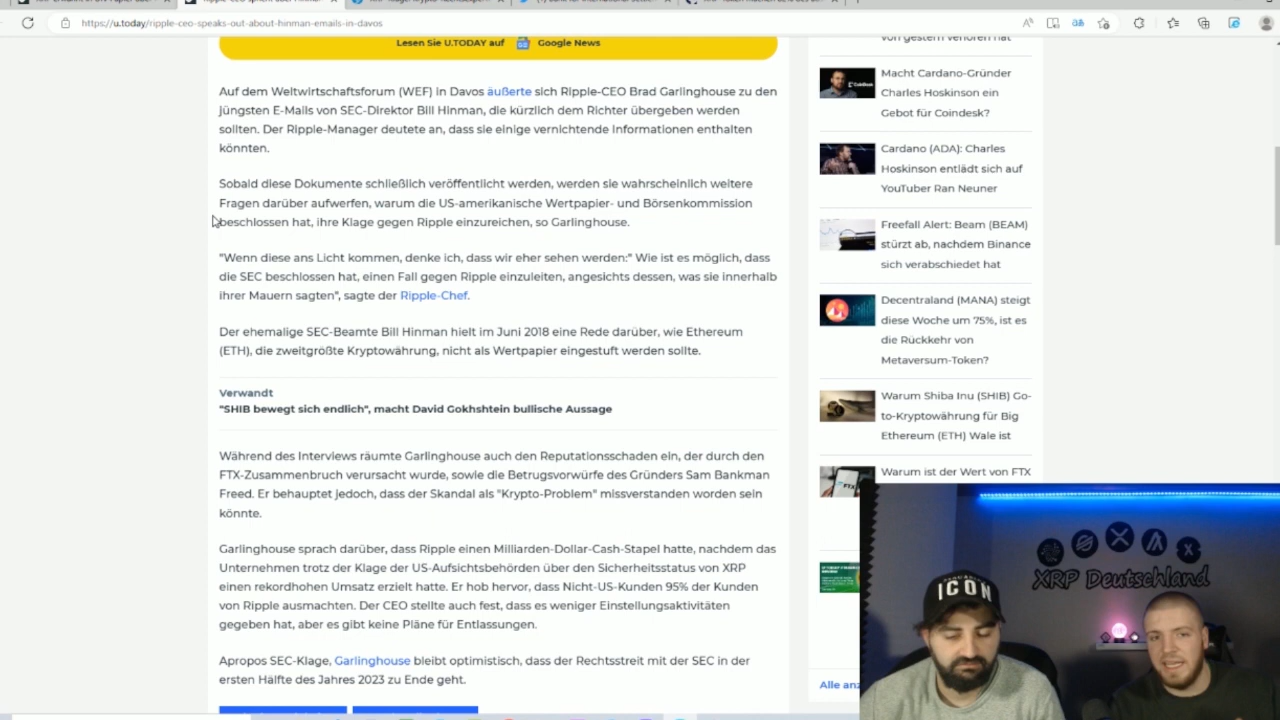 https://u.today/ripple-ceo-speaks-out-about-hinman-emails-in-davos
Lesen Sie U.TODAY auf Google News
Auf dem Weltwirtschaftsforum (WEF) in Davos äußerte sich Ripple-CEO Brad Garlinghouse zu den
jüngsten E-Mails von SEC-Direktor Bill Hinman, die kürzlich dem Richter übergeben werden
sollten. Der Ripple-Manager deutete an, dass sie einige vernichtende Informationen enthalten
könnten.
Sobald diese Dokumente schließlich veröffentlicht werden, werden sie wahrscheinlich weitere
Fragen darüber aufwerfen, warum die US-amerikanische Wertpapier- und Börsenkommission
beschlossen hat, ihre Klage gegen Ripple einzureichen, so Garlinghouse.
"Wenn diese ans Licht kommen, denke ich, dass wir eher sehen werden:" Wie ist es möglich, dass
die SEC beschlossen hat, einen Fall gegen Ripple einzuleiten, angesichts dessen, was sie innerhalb
ihrer Mauern sagten", sagte der Ripple-Chef.
Der ehemalige SEC-Beamte Bill Hinman hielt im Juni 2018 eine Rede darüber, wie Ethereum
(ETH), die zweitgrößte Kryptowährung, nicht als Wertpapier eingestuft werden sollte.
Verwandt
"SHIB bewegt sich endlich", macht David Gokhshtein bullische Aussage
Während des Interviews räumte Garlinghouse auch den Reputationsschaden ein, der durch den
FTX-Zusammenbruch verursacht wurde, sowie die Betrugsvorwürfe des Gründers Sam Bankman
Freed. Er behauptet jedoch, dass der Skandal als "Krypto-Problem" missverstanden worden sein
könnte.
Garlinghouse sprach darüber, dass Ripple einen Milliarden-Dollar-Cash-Stapel hatte, nachdem das
Unternehmen trotz der Klage der US-Aufsichtsbehörden über den Sicherheitsstatus von XRP
einen rekordhohen Umsatz erzielt hatte. Er hob hervor, dass Nicht-US-Kunden 95% der Kunden
von Ripple ausmachten. Der CEO stellte auch fest, dass es weniger Einstellungsaktivitäten
gegeben hat, aber es gibt keine Pläne für Entlassungen.
Apropos SEC-Klage, Garlinghouse bleibt optimistisch, dass der Rechtsstreit mit der SEC in der
ersten Hälfte des Jahres 2023 zu Ende geht.
von gestern verloren hat
Macht Cardano-Gründer
Charles Hoskinson ein
Gebot für Coindesk?
Cardano (ADA): Charles
Hoskinson entlädt sich auf
YouTuber Ran Neuner
Freefall Alert: Beam (BEAM)
stürzt ab, nachdem Binance
sich verabschiedet hat
Decentraland (MANA) steigt
diese Woche um 75%, ist es
die Rückkehr von
Metaversum-Token?
Warum Shiba Inu (SHIB) Go-
to-Kryptowährung für Big
Ethereum (ETH) Wale ist
Warum ist der Wert von FTX
Alle
XRP Deutschland
ICON